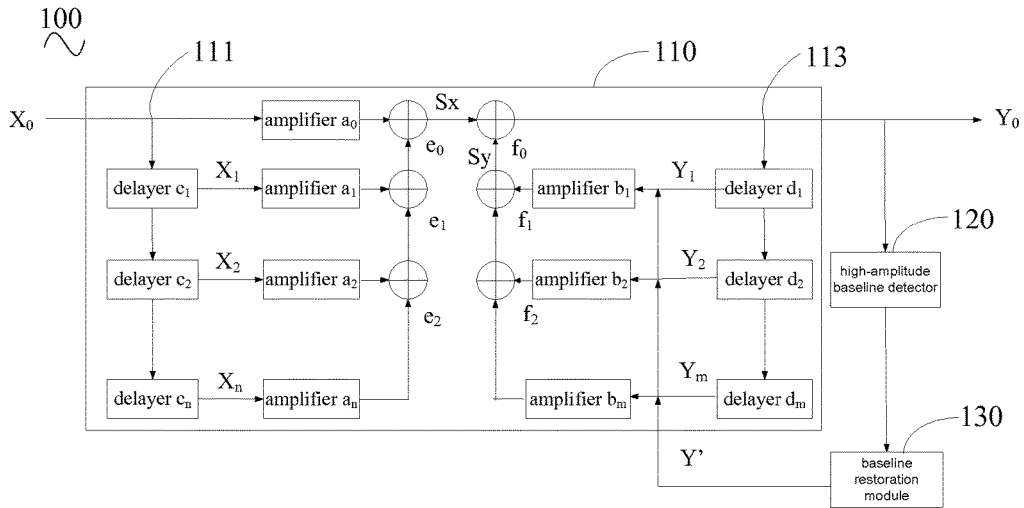 100
111
110
113
X₀
amplifier a₀
Sx
e₀
f₀
Y₀
Sy
delayer c₁
X₁
amplifier a₁
e₁
f₁
amplifier b₁
Y₁
delayer d₁
120
delayer c₂
X₂
amplifier a₂
e₂
f₂
amplifier b₂
Y₂
delayer d₂
high-amplitude
baseline detector
delayer cₙ
Xₙ
amplifier aₙ
amplifier bₘ
Yₘ
delayer dₘ
130
Y'
baseline
restoration
module